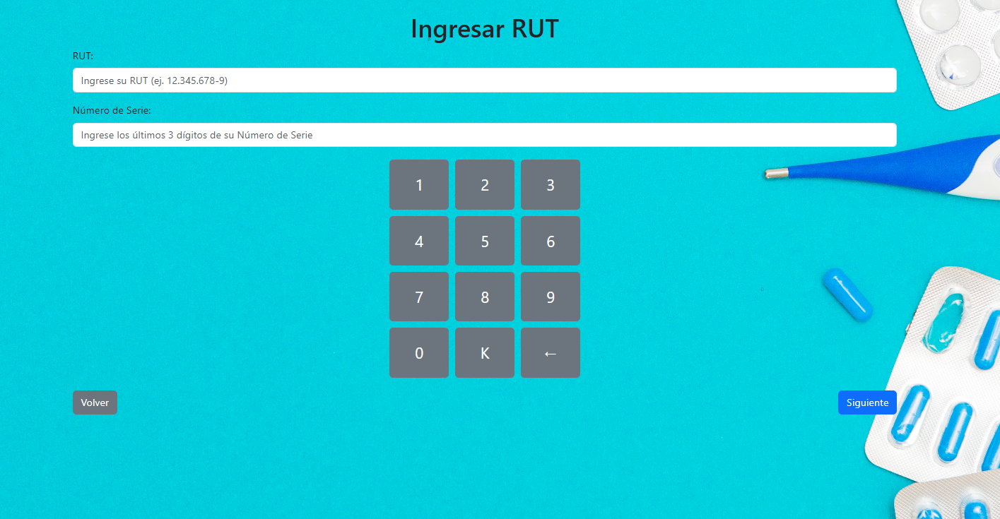 Ingresar RUT
RUT:
Ingrese su RUT (ej. 12.345.678-9)
Número de Serie:
Ingrese los últimos 3 dígitos de su Número de Serie
1 2 3
4 5 6
7 8 9
0 K ←
Volver Siguiente